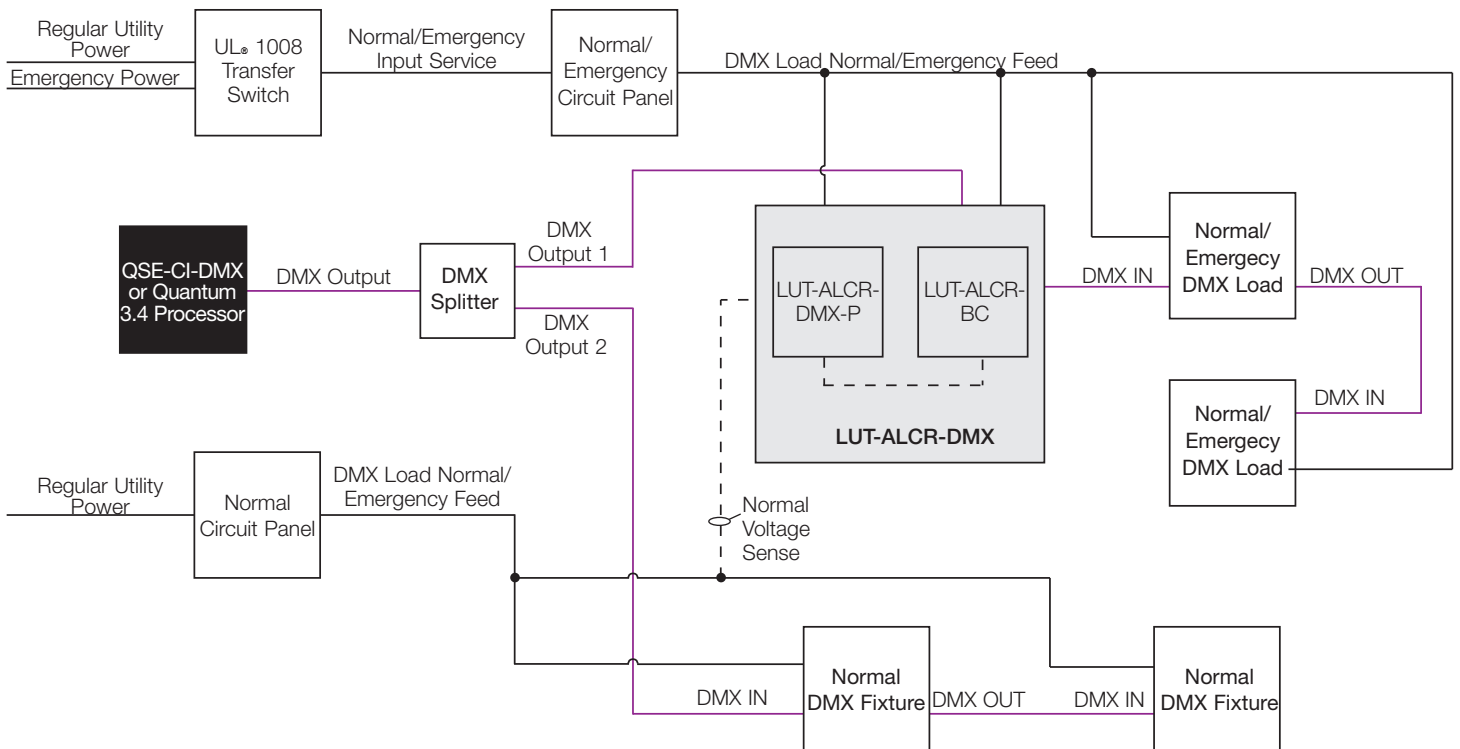 Regular Utility
Power
Emergency Power
UL® 1008
Transfer
Switch
Normal/Emergency
Input Service
Normal/
Emergency
Circuit Panel
DMX Load Normal/Emergency Feed
QSE-CI-DMX
or Quantum
3.4 Processor
DMX Output
DMX
Splitter
DMX
Output 1
DMX
Output 2
LUT-ALCR-
DMX-P
LUT-ALCR-
BC
LUT-ALCR-DMX
DMX IN
Normal/
Emergecy
DMX Load
DMX OUT
DMX IN
Normal/
Emergecy
DMX Load
Regular Utility
Power
Normal
Circuit Panel
DMX Load Normal/
Emergency Feed
Normal
Voltage
Sense
DMX IN
Normal
DMX Fixture
DMX OUT
DMX IN
Normal
DMX Fixture